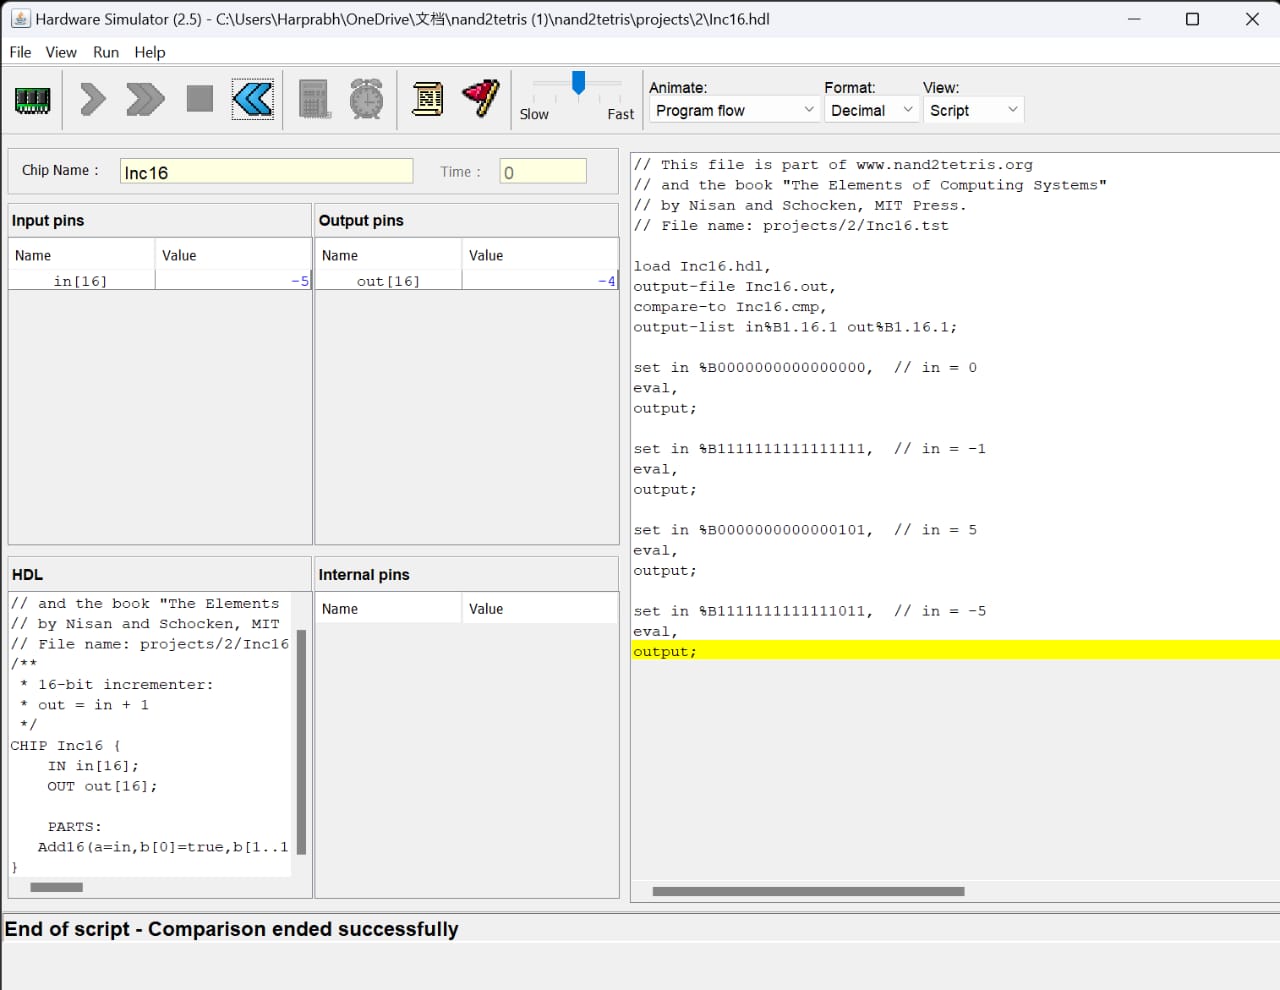 Hardware Simulator (2.5) - C:\Users\Harprabh\OneDrive\文档\nand2tetris (1)\nand2tetris\projects\2\Inc16.hdl
File View Run Help
Slow Fast
Animate: Format: View:
Program flow Decimal Script
Chip Name : Inc16 Time : 0
Input pins
Name Value
in[16] -5
Output pins
Name Value
out[16] -4
HDL
// and the book "The Elements
// by Nisan and Schocken, MIT
// File name: projects/2/Inc16
/**
* 16-bit incrementer:
* out = in + 1
*/
CHIP Inc16 {
IN in[16];
OUT out[16];
PARTS:
Add16(a=in,b[0]=true,b[1..1
}
Internal pins
Name Value
// This file is part of www.nand2tetris.org
// and the book "The Elements of Computing Systems"
// by Nisan and Schocken, MIT Press.
// File name: projects/2/Inc16.tst
load Inc16.hdl,
output-file Inc16.out,
compare-to Inc16.cmp,
output-list in%B1.16.1 out%B1.16.1;
set in %B0000000000000000,  // in = 0
eval,
output;
set in %B1111111111111111,  // in = -1
eval,
output;
set in %B0000000000000101,  // in = 5
eval,
output;
set in %B1111111111111011,  // in = -5
eval,
output;
End of script - Comparison ended successfully